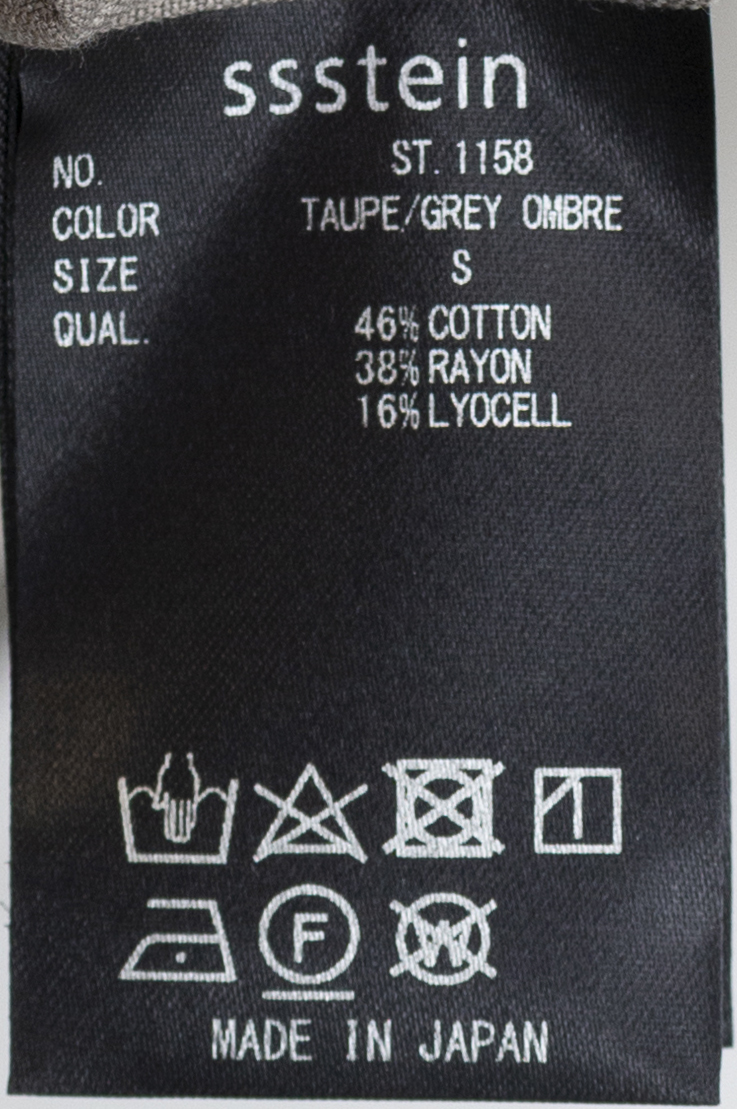 ssstein
NO. ST. 1158
COLOR TAUPE/GREY OMBRE
SIZE S
QUAL. 46% COTTON
38% RAYON
16% LYOCELL
F W
MADE IN JAPAN